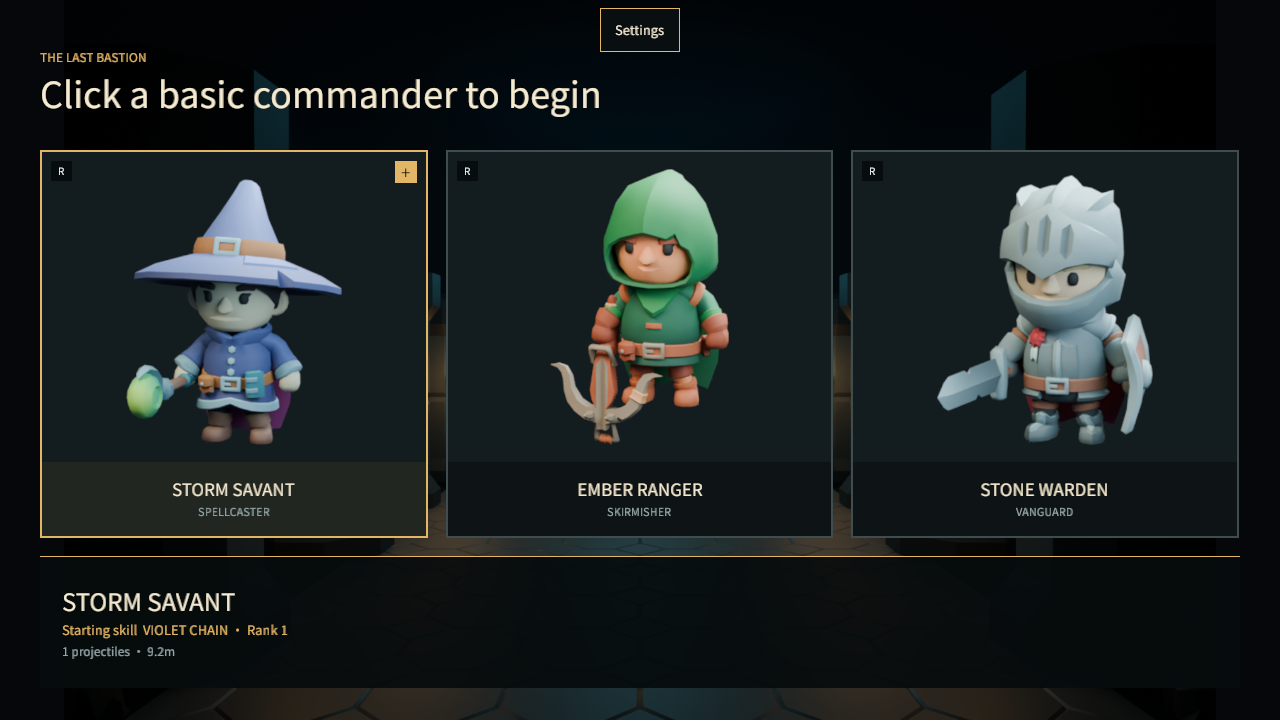 Settings
THE LAST BASTION
Click a basic commander to begin
R
+
R
R
STORM SAVANT
SPELLCASTER
EMBER RANGER
SKIRMISHER
STONE WARDEN
VANGUARD
STORM SAVANT
Starting skill VIOLET CHAIN • Rank 1
1 projectiles • 9.2m